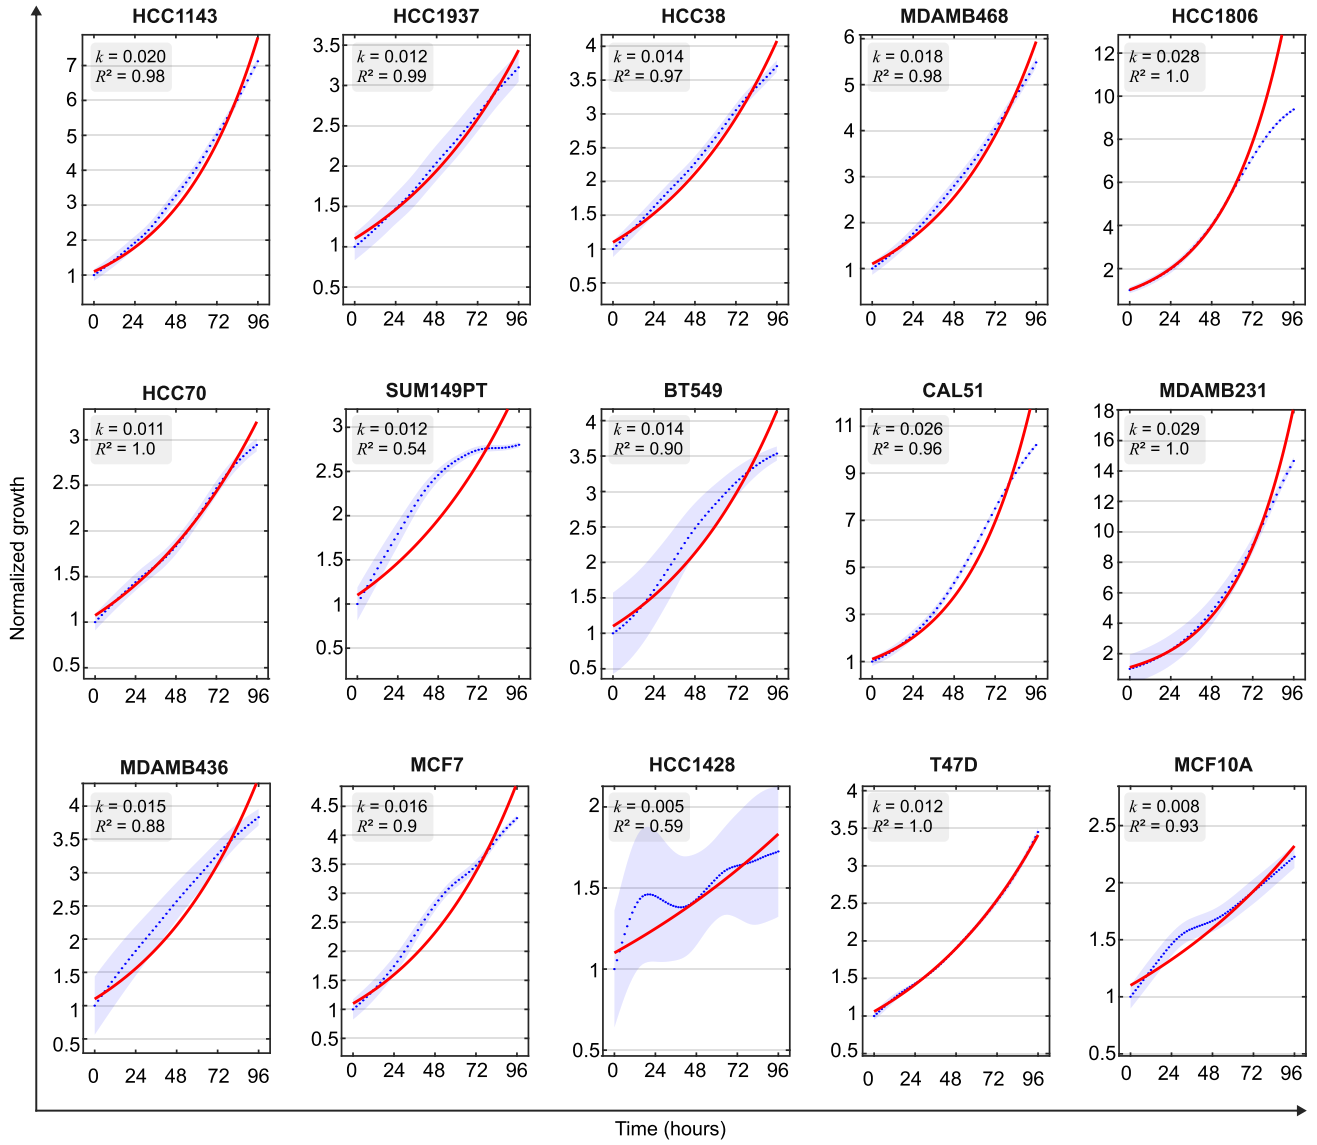 Normalized growth
HCC1143
k = 0.020
R² = 0.98
7
6
5
4
3
2
1
0 24 48 72 96
HCC1937
k = 0.012
R² = 0.99
3.5
3
2.5
2
1.5
1
0.5
0 24 48 72 96
HCC38
k = 0.014
R² = 0.97
4
3.5
3
2.5
2
1.5
1
0.5
0 24 48 72 96
MDAMB468
k = 0.018
R² = 0.98
6
5
4
3
2
1
0 24 48 72 96
HCC1806
k = 0.028
R² = 1.0
12
10
8
6
4
2
0 24 48 72 96
HCC70
k = 0.011
R² = 1.0
3
2.5
2
1.5
1
0.5
0 24 48 72 96
SUM149PT
k = 0.012
R² = 0.54
3
2.5
2
1.5
1
0.5
0 24 48 72 96
BT549
k = 0.014
R² = 0.90
4
3.5
3
2.5
2
1.5
1
0.5
0 24 48 72 96
CAL51
k = 0.026
R² = 0.96
11
9
7
5
3
1
0 24 48 72 96
MDAMB231
k = 0.029
R² = 1.0
18
16
14
12
10
8
6
4
2
0 24 48 72 96
MDAMB436
k = 0.015
R² = 0.88
4
3.5
3
2.5
2
1.5
1
0.5
0 24 48 72 96
MCF7
k = 0.016
R² = 0.9
4.5
4
3.5
3
2.5
2
1.5
1
0.5
0 24 48 72 96
HCC1428
k = 0.005
R² = 0.59
2
1.5
1
0.5
0 24 48 72 96
T47D
k = 0.012
R² = 1.0
4
3.5
3
2.5
2
1.5
1
0.5
0 24 48 72 96
MCF10A
k = 0.008
R² = 0.93
2.5
2
1.5
1
0.5
0 24 48 72 96
Time (hours)